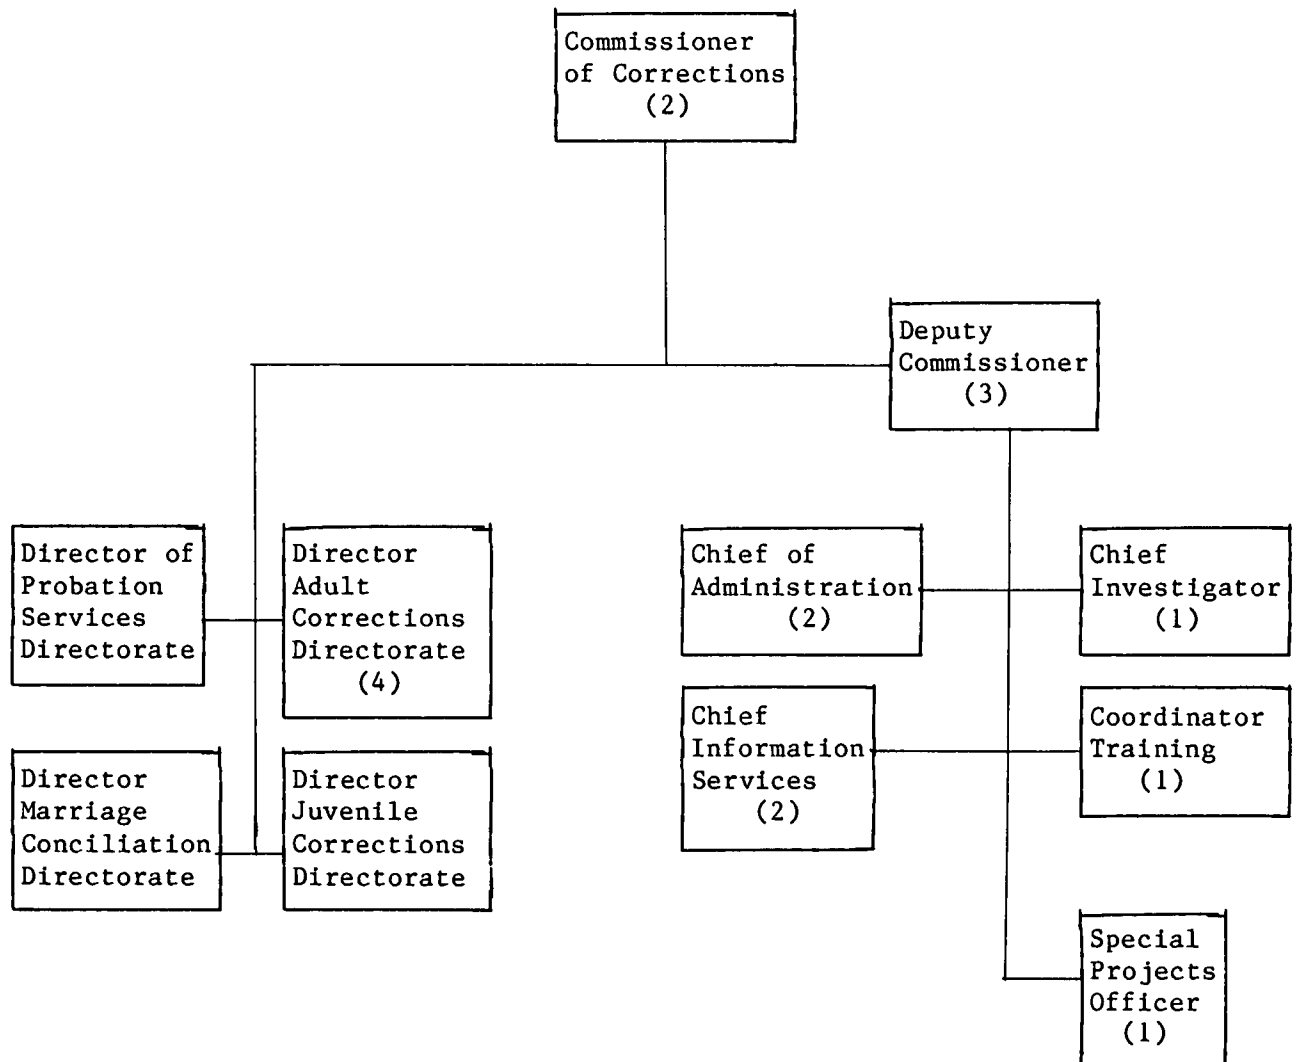 Commissioner
of Corrections
(2)
Deputy
Commissioner
(3)
Director of
Probation
Services
Directorate
Director
Adult
Corrections
Directorate
(4)
Chief of
Administration
(2)
Chief
Investigator
(1)
Director
Marriage
Conciliation
Directorate
Director
Juvenile
Corrections
Directorate
Chief
Information
Services
(2)
Coordinator
Training
(1)
Special
Projects
Officer
(1)